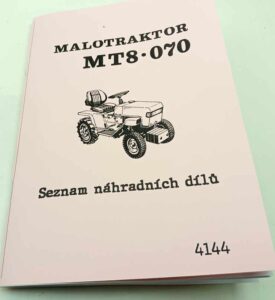 MALOTRAKTOR
MT8·070
Seznam náhradních dílů
4144